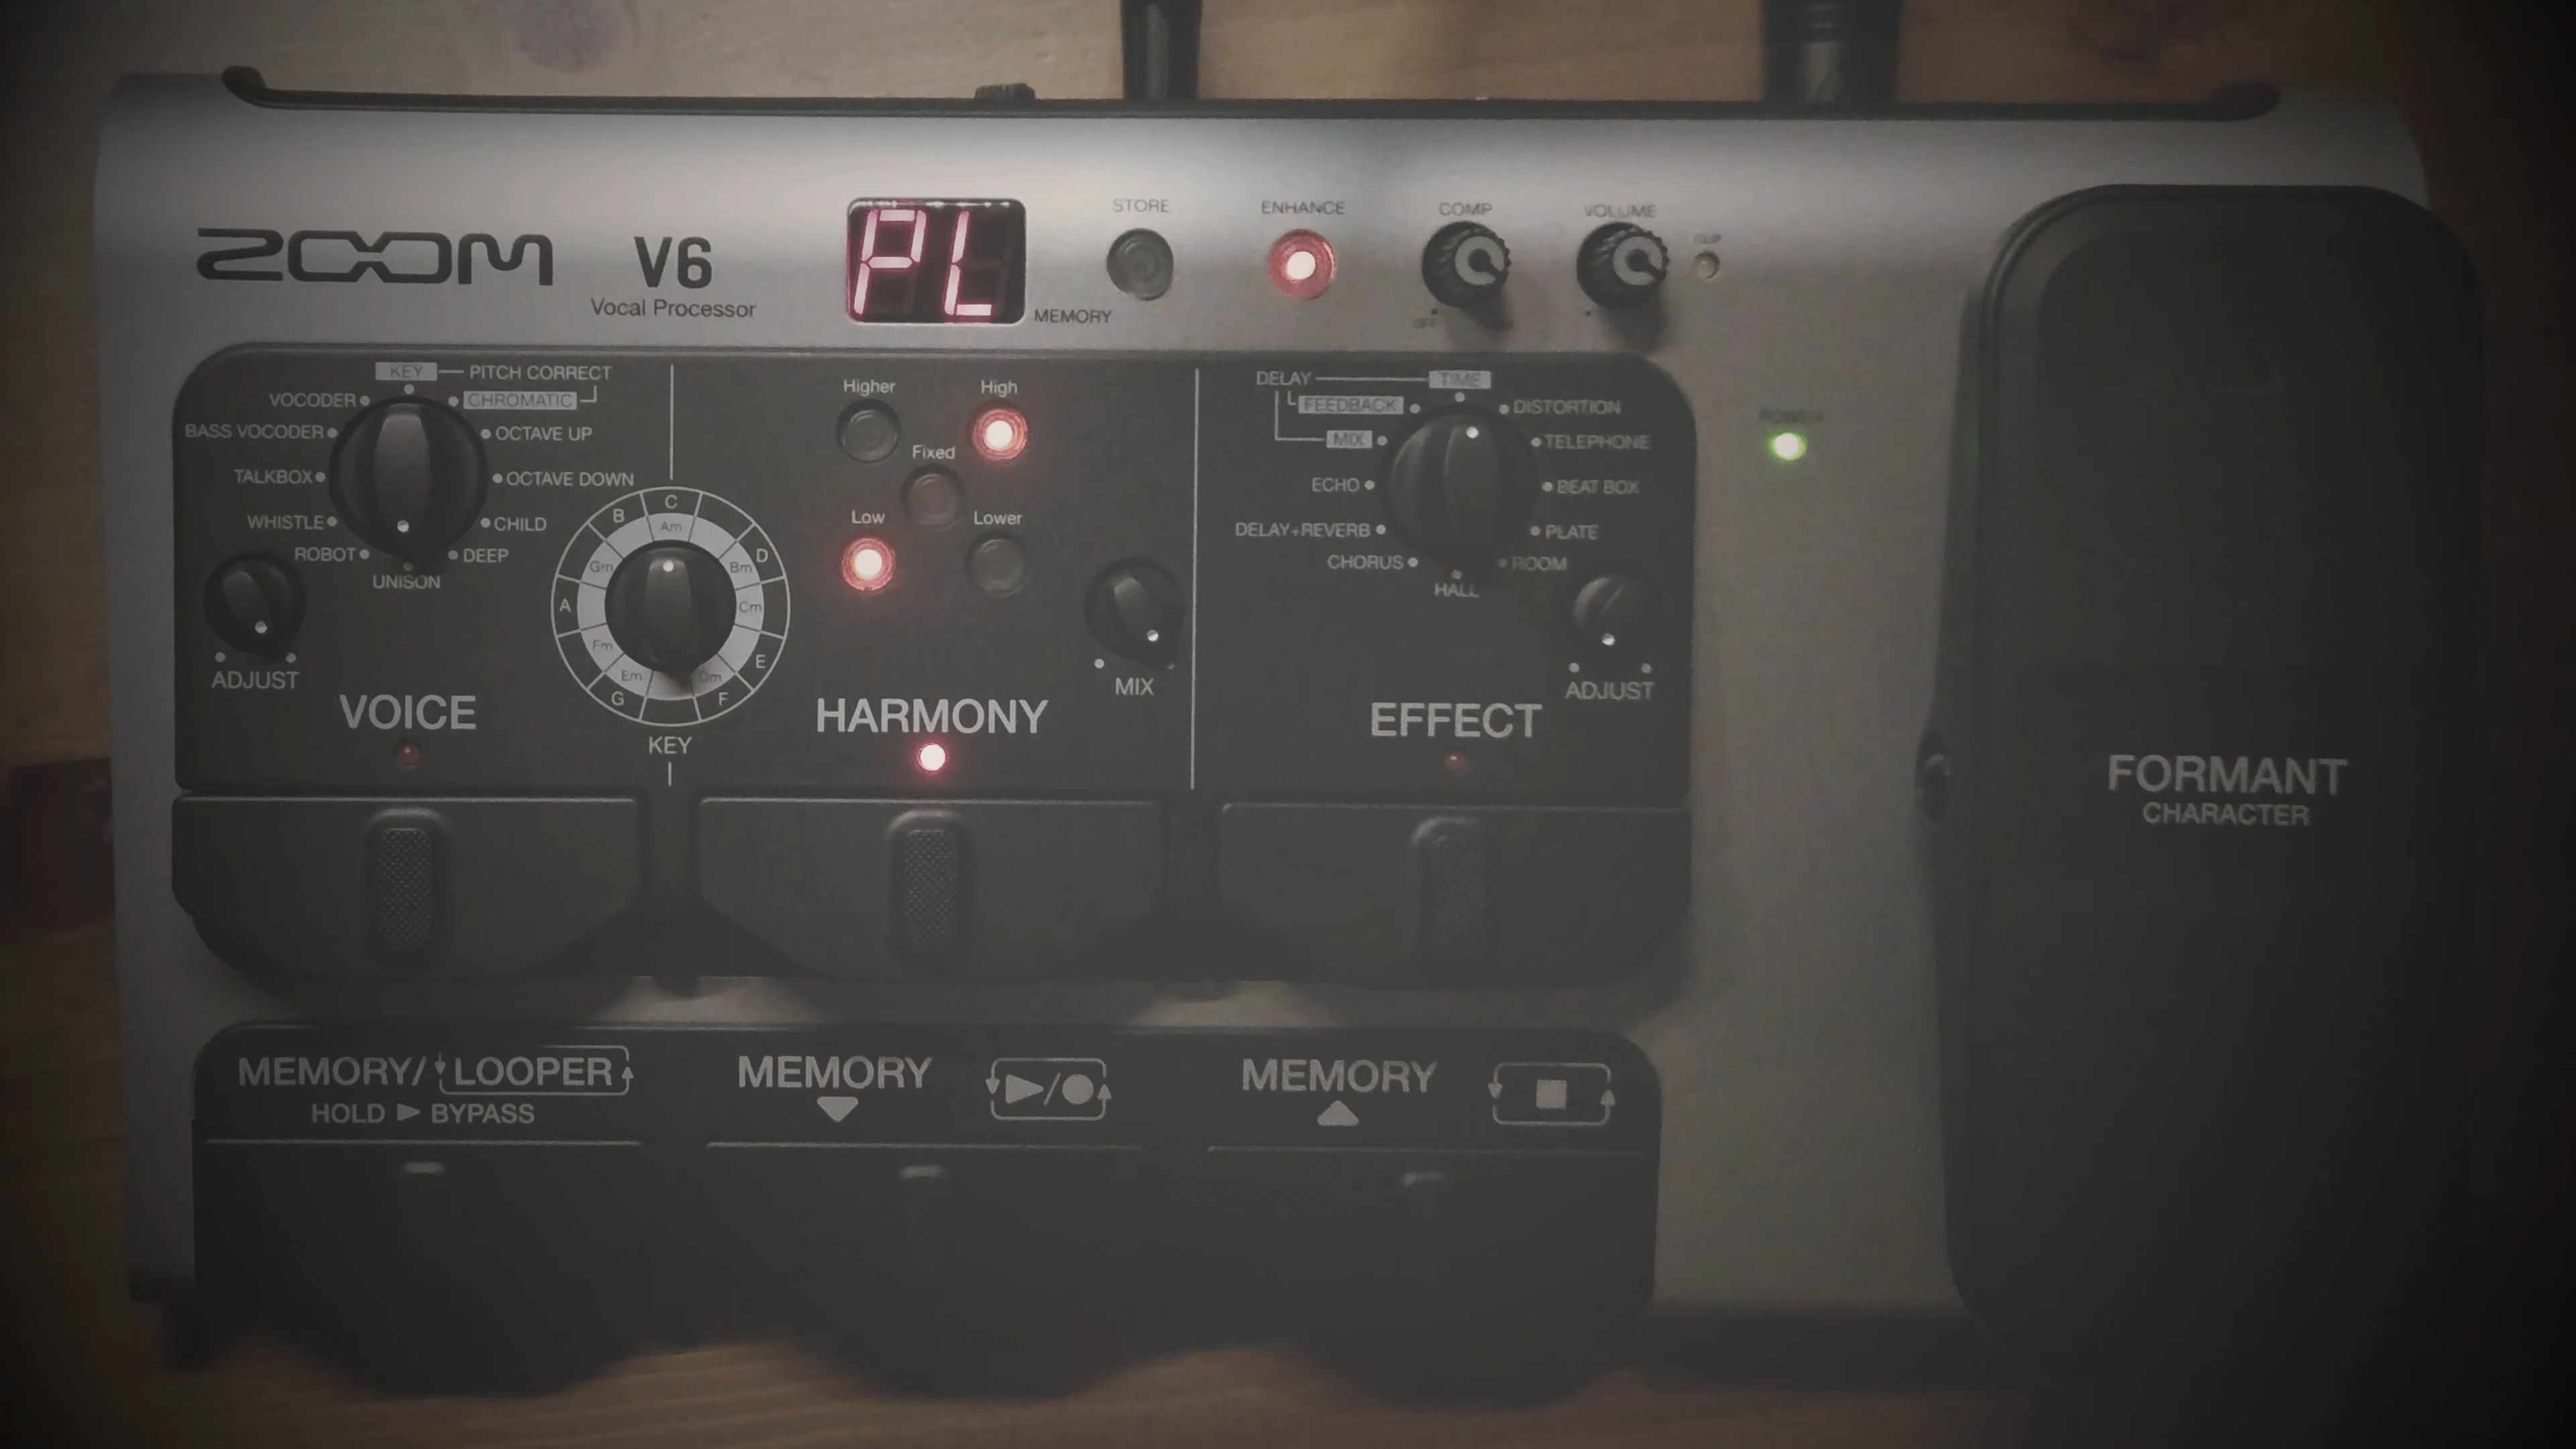 ZOOM
V6
Vocal Processor
PL
MEMORY
STORE
ENHANCE
COMP
OFF
VOLUME
CLIP
KEY
PITCH CORRECT
CHROMATIC
VOCODER
BASS VOCODER
TALKBOX
WHISTLE
ROBOT
UNISON
OCTAVE UP
OCTAVE DOWN
CHILD
DEEP
ADJUST
VOICE
C
D
E
F
G
A
B
Am
Bm
Cm
Dm
Em
Fm
Gm
KEY
Higher
High
Fixed
Low
Lower
HARMONY
MIX
DELAY
TIME
FEEDBACK
MIX
ECHO
DELAY+REVERB
CHORUS
HALL
DISTORTION
TELEPHONE
BEAT BOX
PLATE
ROOM
ADJUST
EFFECT
POWER
FORMANT
CHARACTER
MEMORY/ LOOPER
HOLD ▶ BYPASS
MEMORY
▼
▶/●
MEMORY
▲
■